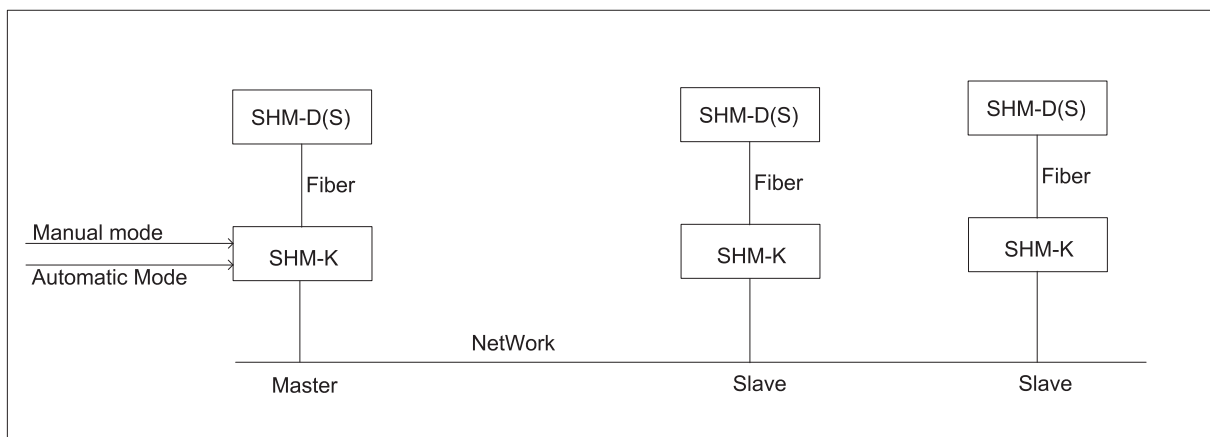 SHM-D(S)
SHM-D(S)
SHM-D(S)
Fiber
Fiber
Fiber
Manual mode
SHM-K
SHM-K
SHM-K
Automatic Mode
NetWork
Master
Slave
Slave